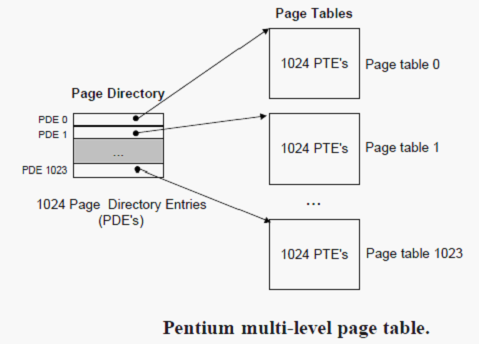 Page Tables
1024 PTE's
Page table 0
Page Directory
PDE 0
PDE 1
...
PDE 1023
1024 PTE's
Page table 1
...
1024 Page Directory Entries
(PDE's)
1024 PTE's
Page table 1023
Pentium multi-level page table.